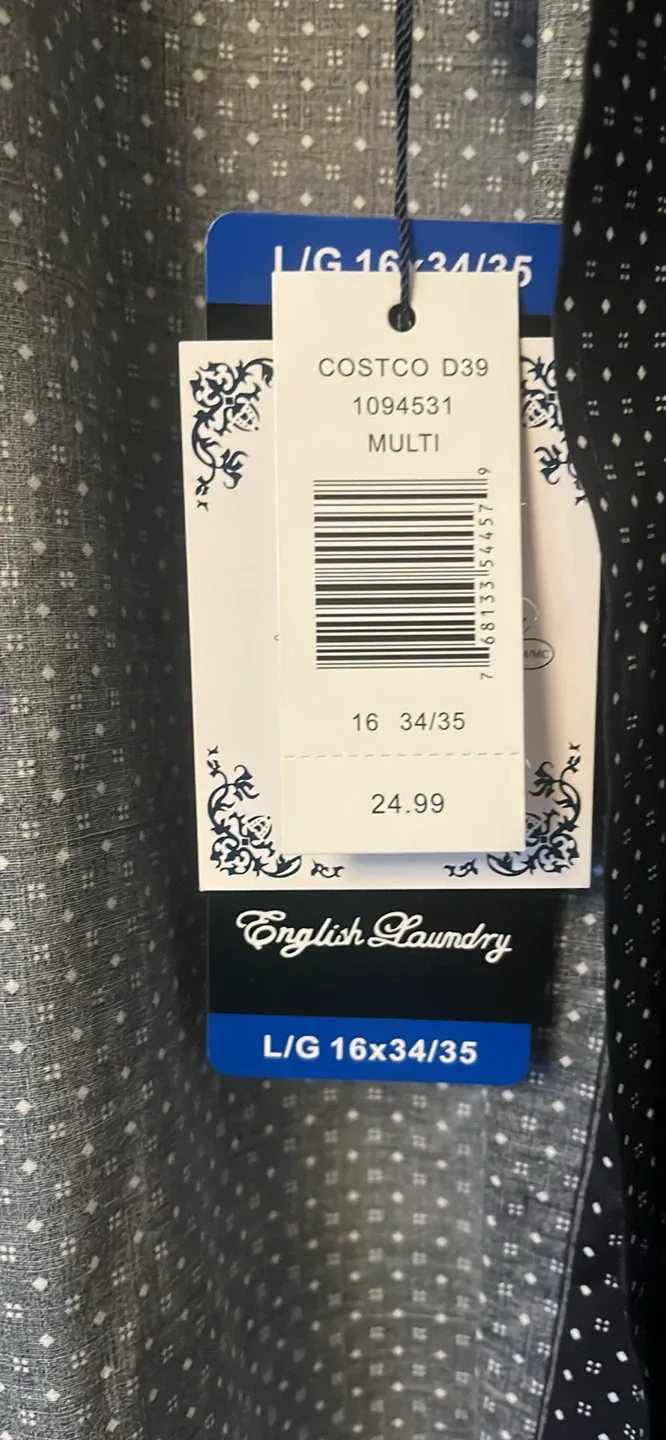 L/G 16x34/35
COSTCO D39
1094531
MULTI
7 68133 54457 9
16 34/35
24.99
English Laundry
L/G 16x34/35